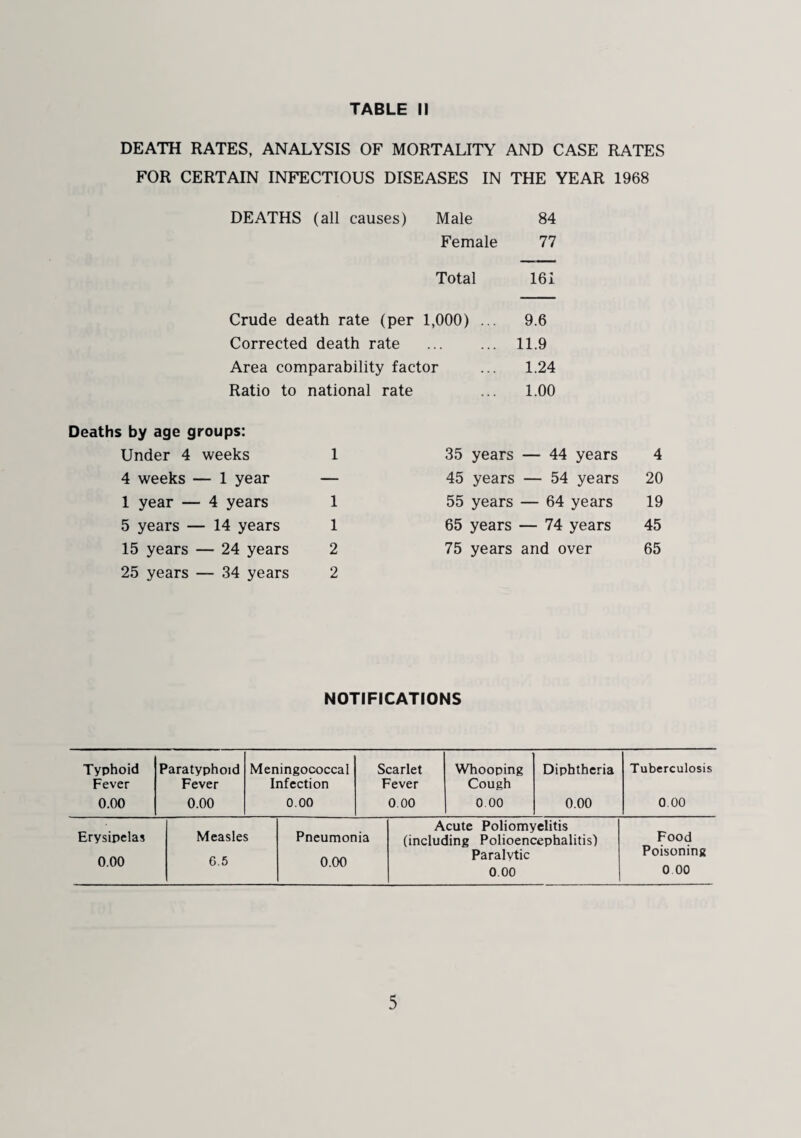 TABLE II
DEATH RATES, ANALYSIS OF MORTALITY AND CASE RATES
FOR CERTAIN INFECTIOUS DISEASES IN THE YEAR 1968
DEATHS (all causes) Male 84
Female 77
Total 161
Crude death rate (per 1,000) ... 9.6
Corrected death rate ... ... 11.9
Area comparability factor ... 1.24
Ratio to national rate ... 1.00
Deaths by age groups:
Under 4 weeks 1 35 years — 44 years 4
4 weeks — 1 year — 45 years — 54 years 20
1 year — 4 years 1 55 years — 64 years 19
5 years — 14 years 1 65 years — 74 years 45
15 years — 24 years 2 75 years and over 65
25 years — 34 years 2
NOTIFICATIONS
Typhoid Paratyphoid Meningococcal Scarlet Whooping Diphtheria Tuberculosis
Fever Fever Infection Fever Cough
0.00 0.00 0.00 0.00 0.00 0.00 0.00
Erysipelas Measles Pneumonia Acute Poliomyelitis (including Polioencephalitis) Paralytic Food Poisoning
0.00 6.5 0.00 0.00 0.00
5